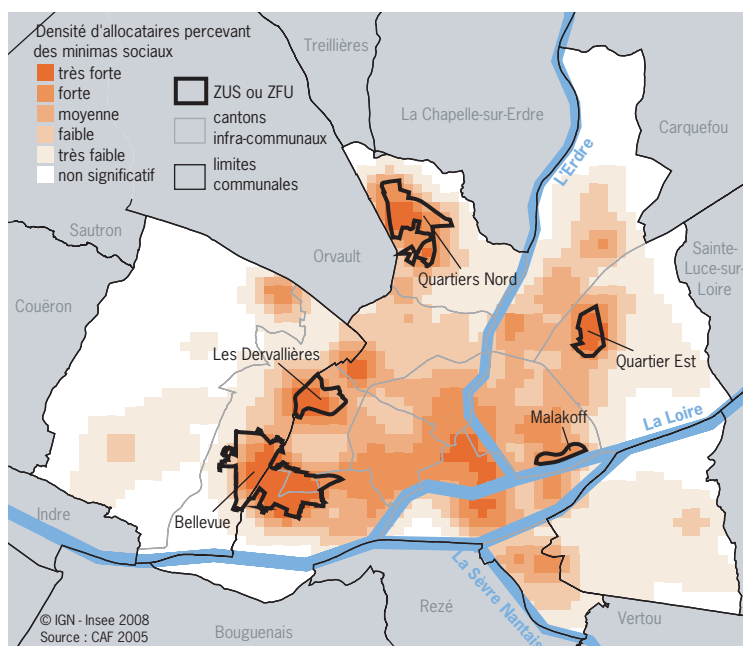 Densité d'allocataires percevant
des minimas sociaux
très forte
forte
moyenne
faible
très faible
non significatif
ZUS ou ZFU
cantons
infra-communaux
limites
communales
Treillières
La Chapelle-sur-Erdre
Carquefou
L'Erdre
Sautron
Orvault
Sainte-
Luce-sur-
Loire
Couëron
Quartiers Nord
Les Dervallières
Quartier Est
Malakoff
La Loire
Indre
Bellevue
La Sèvre Nantaise
Rezé
Vertou
Bouguenais
© IGN - Insee 2008
Source : CAF 2005